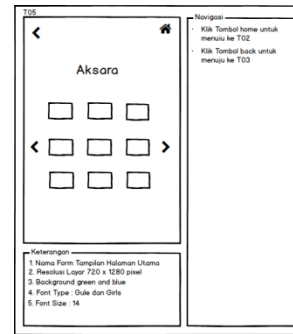 T05
Aksara
Navigasi
Klik Tombol home untuk
menuju ke T02
Klik Tombol back untuk
menuju ke T03
Keterangan
1. Nama Form Tampilan Halaman Utama
2. Resolusi Layar 720 x 1280 pixel
3. Background green and blue
4. Font Type : Gule dan Girls
5. Font Size : 14